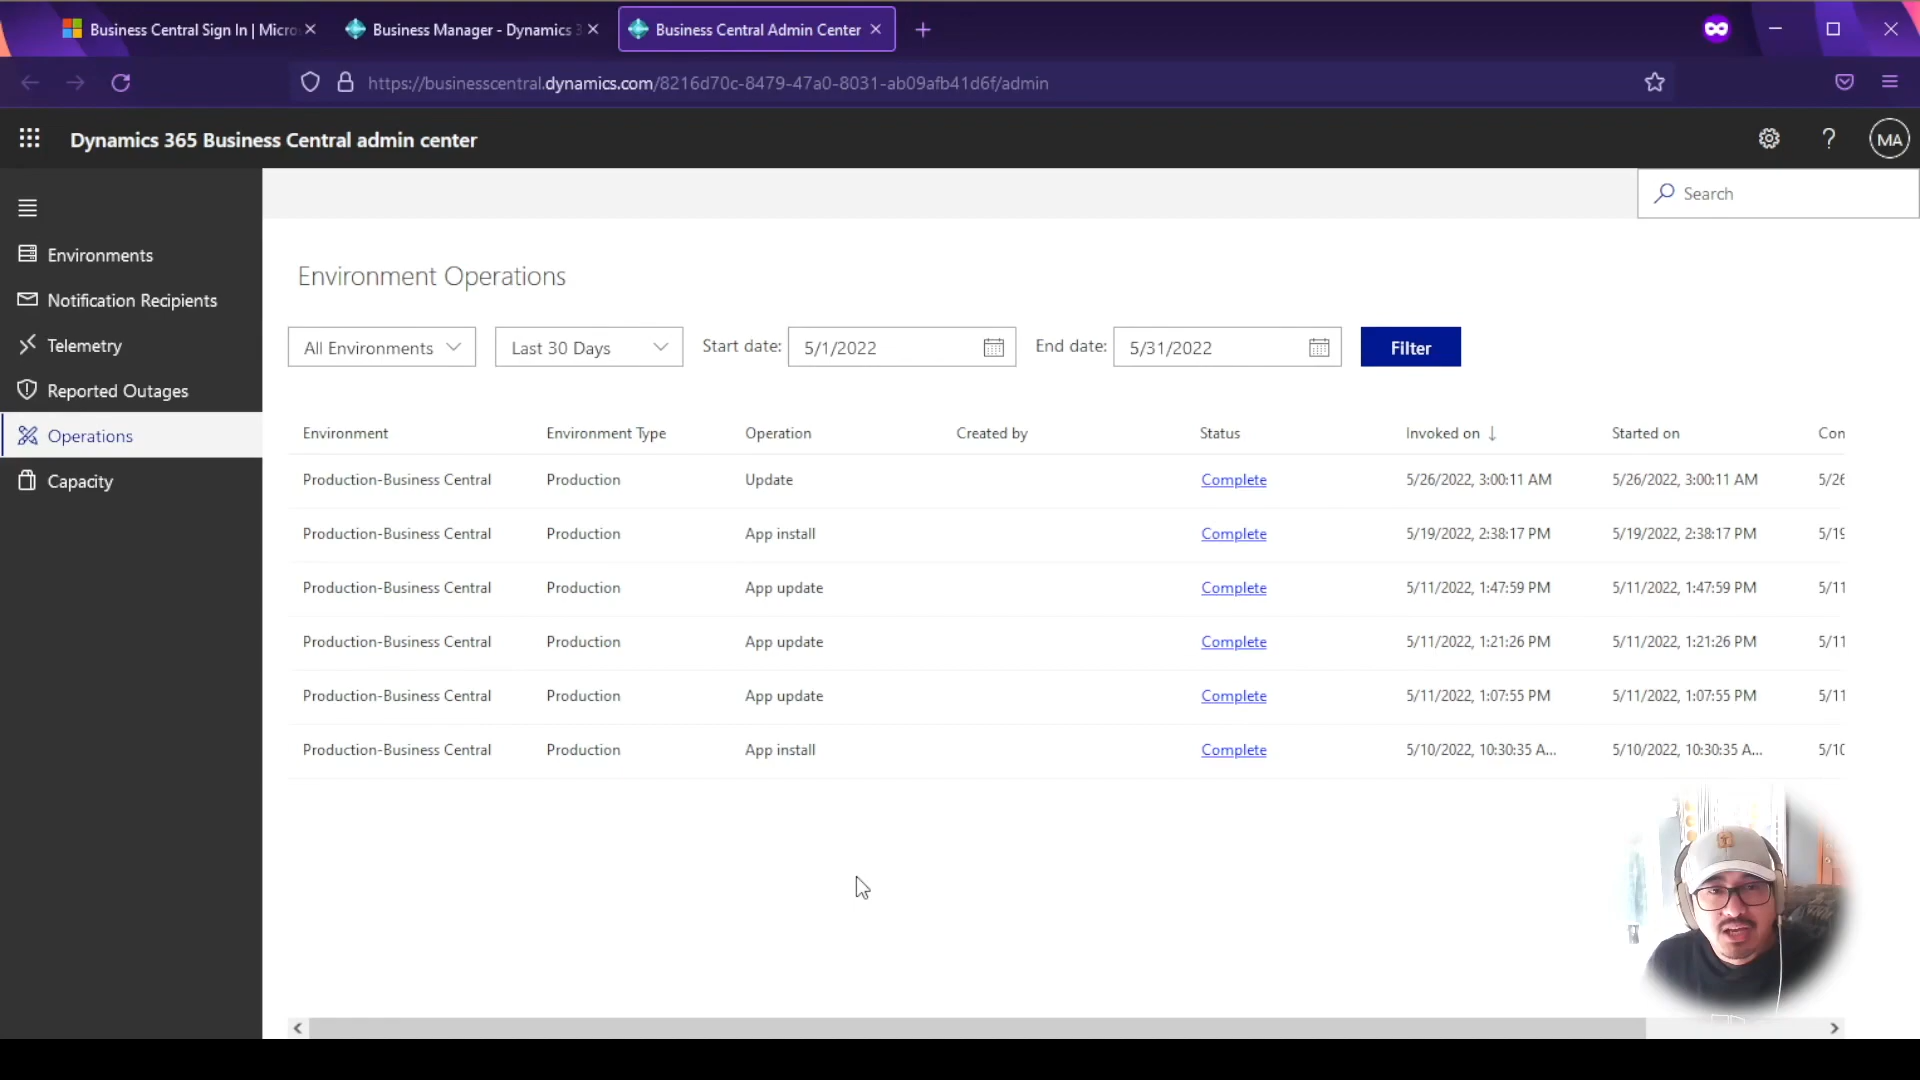 Business Central Sign In | Micro
Business Manager - Dynamics 3
Business Central Admin Center
https://businesscentral.dynamics.com/8216d70c-8479-47a0-8031-ab09afb41d6f/admin
Dynamics 365 Business Central admin center
MA
Search
Environments
Notification Recipients
Telemetry
Reported Outages
Operations
Capacity
Environment Operations
All Environments Last 30 Days Start date: 5/1/2022 End date: 5/31/2022 Filter
Environment Environment Type Operation Created by Status Invoked on ↓ Started on Con
Production-Business Central Production Update Complete 5/26/2022, 3:00:11 AM 5/26/2022, 3:00:11 AM 5/26
Production-Business Central Production App install Complete 5/19/2022, 2:38:17 PM 5/19/2022, 2:38:17 PM 5/19
Production-Business Central Production App update Complete 5/11/2022, 1:47:59 PM 5/11/2022, 1:47:59 PM 5/11
Production-Business Central Production App update Complete 5/11/2022, 1:21:26 PM 5/11/2022, 1:21:26 PM 5/11
Production-Business Central Production App update Complete 5/11/2022, 1:07:55 PM 5/11/2022, 1:07:55 PM 5/11
Production-Business Central Production App install Complete 5/10/2022, 10:30:35 A... 5/10/2022, 10:30:35 A... 5/10